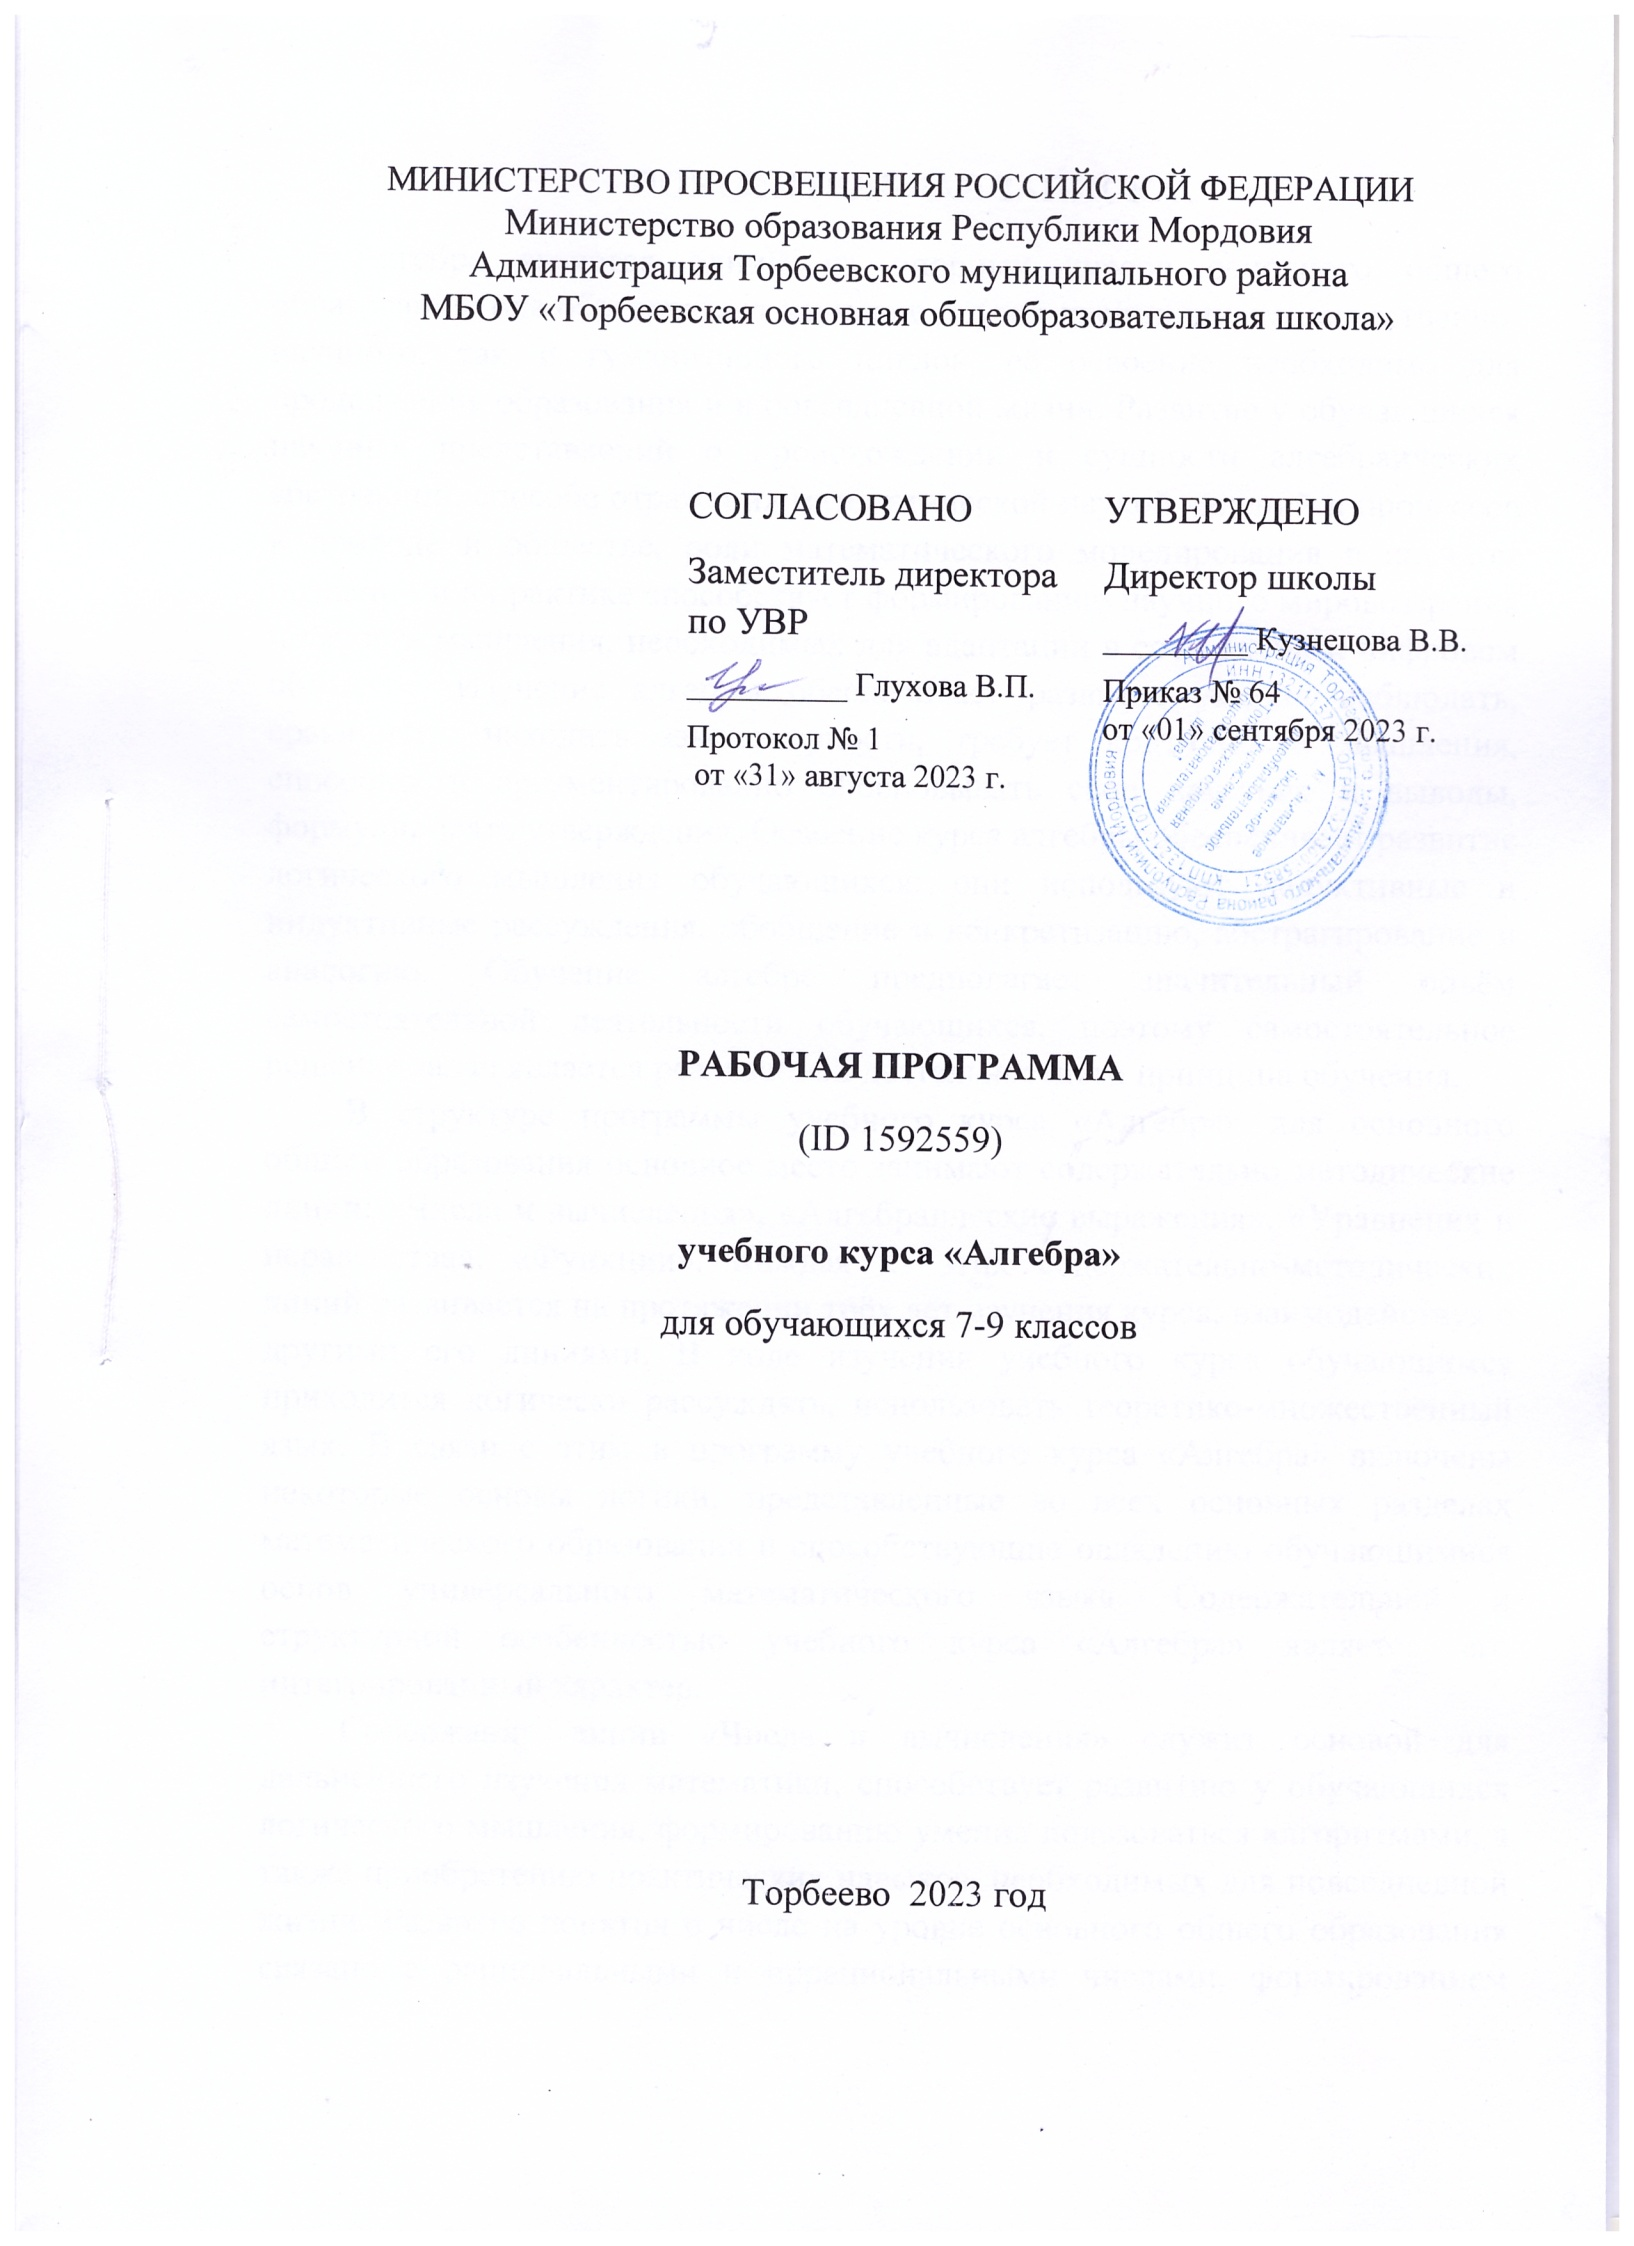 МИНИСТЕРСТВО ПРОСВЕЩЕНИЯ РОССИЙСКОЙ ФЕДЕРАЦИИ
Министерство образования Республики Мордовия
Администрация Торбеевского муниципального района
МБОУ «Торбеевская основная общеобразовательная школа»
СОГЛАСОВАНО
Заместитель директора
по УВР
__________ Глухова В.П.
Протокол № 1
от «31» августа 2023 г.
УТВЕРЖДЕНО
Директор школы
_________ Кузнецова В.В.
Приказ № 64
от «01» сентября 2023 г.
РАБОЧАЯ ПРОГРАММА
(ID 1592559)
учебного курса «Алгебра»
для обучающихся 7-9 классов
Торбеево 2023 год